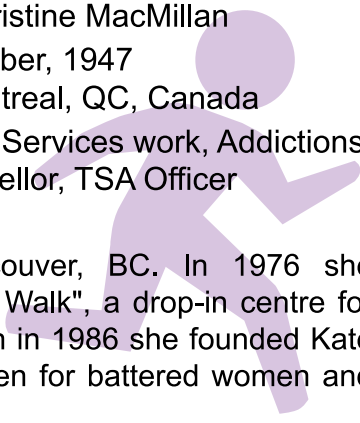 ristine MacMillan
ber, 1947
treal, QC, Canada
Services work, Addictions
ellor, TSA Officer
ouver, BC. In 1976 she
Walk", a drop-in centre fo
n in 1986 she founded Kate
en for battered women and